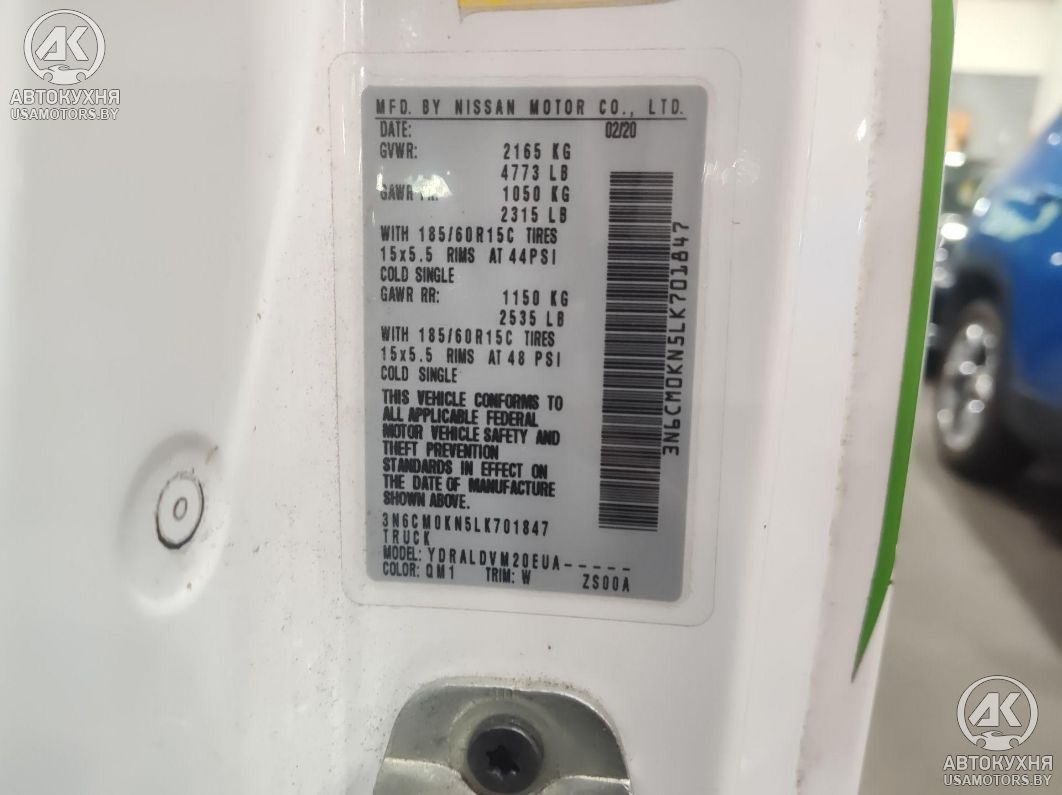 АК
АВТОКУХНЯ
USAMOTORS.BY
MFD. BY NISSAN MOTOR CO., LTD.
DATE: 02/20
GVWR: 2165 KG
4773 LB
GAWR 1050 KG
2315 LB
WITH 185/60R15C TIRES
15x5.5 RIMS AT 44PSI
COLD SINGLE
GAWR RR: 1150 KG
2535 LB
WITH 185/60R15C TIRES
15x5.5 RIMS AT 48 PSI
COLD SINGLE
THIS VEHICLE CONFORMS TO
ALL APPLICABLE FEDERAL
MOTOR VEHICLE SAFETY AND
THEFT PREVENTION
STANDARDS IN EFFECT ON
THE DATE OF MANUFACTURE
SHOWN ABOVE.
3N6CM0KN5LK701847
TRUCK
MODEL: YDRALDVM20EUA-----
COLOR: QM1 TRIM: W ZS00A
3N6CM0KN5LK701847
АК
АВТОКУХНЯ
USAMOTORS.BY